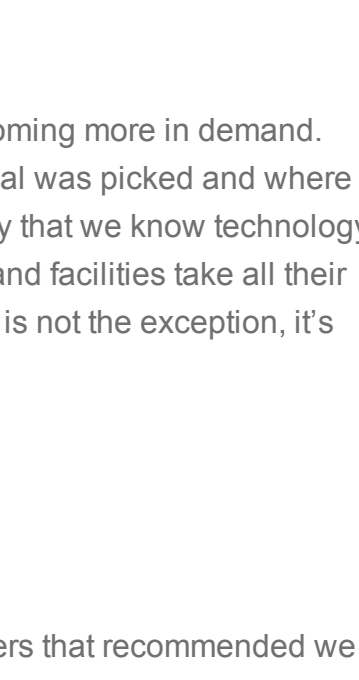 oming more in demand.
al was picked and where
y that we know technology
and facilities take all their
is not the exception, it’s
ers that recommended we